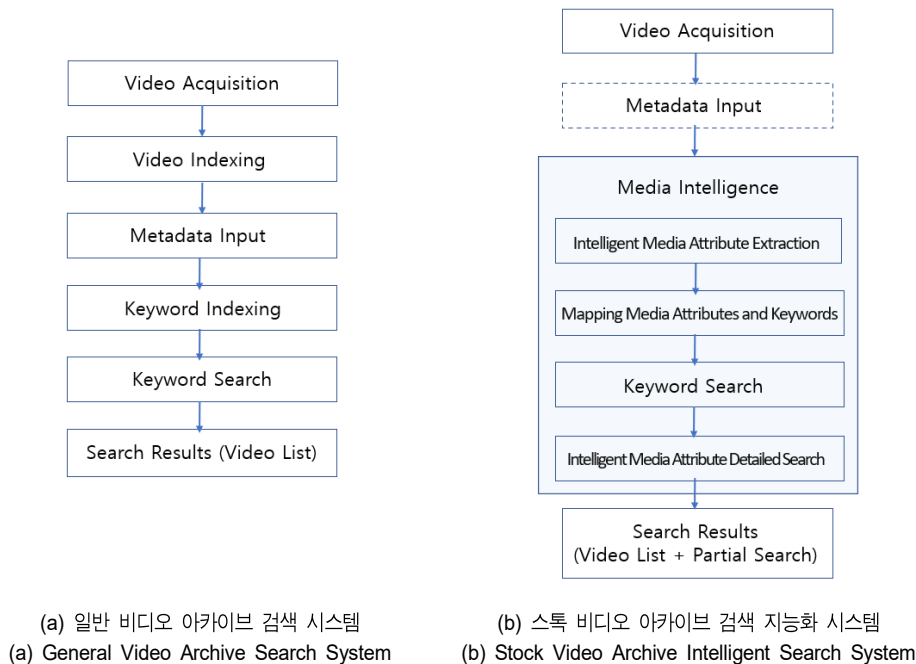 Video Acquisition
Video Indexing
Metadata Input
Keyword Indexing
Keyword Search
Search Results (Video List)
(a) 일반 비디오 아카이브 검색 시스템
(a) General Video Archive Search System
Video Acquisition
Metadata Input
Media Intelligence
Intelligent Media Attribute Extraction
Mapping Media Attributes and Keywords
Keyword Search
Intelligent Media Attribute Detailed Search
Search Results
(Video List + Partial Search)
(b) 스톡 비디오 아카이브 검색 지능화 시스템
(b) Stock Video Archive Intelligent Search System